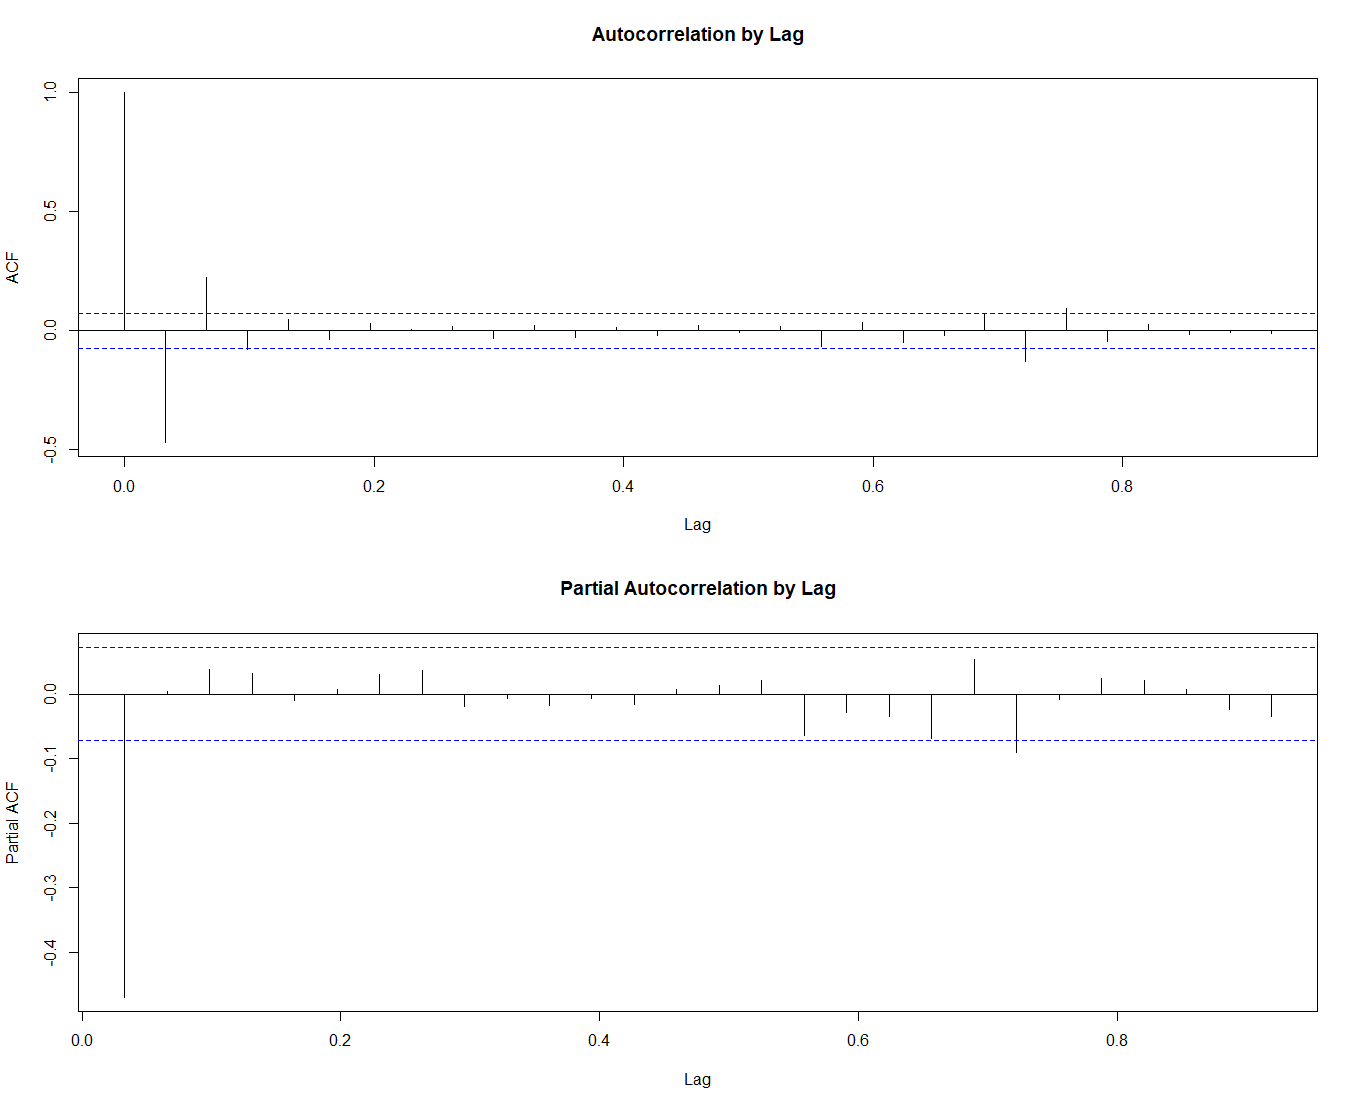 Autocorrelation by Lag
1.0
0.5
0.0
-0.5
ACF
0.0 0.2 0.4 0.6 0.8
Lag
Partial Autocorrelation by Lag
0.0
-0.1
-0.2
-0.3
-0.4
Partial ACF
0.0 0.2 0.4 0.6 0.8
Lag